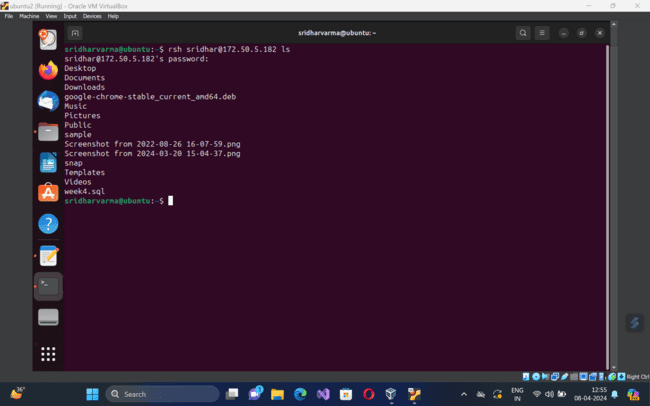 ubuntu2 [Running] - Oracle VM VirtualBox
File Machine View Input Devices Help
sridharvarma@ubuntu: ~
sridharvarma@ubuntu:~$ rsh sridhar@172.50.5.182 ls
sridhar@172.50.5.182's password:
Desktop
Documents
Downloads
google-chrome-stable_current_amd64.deb
Music
Pictures
Public
sample
Screenshot from 2022-08-26 16-07-59.png
Screenshot from 2024-03-20 15-04-37.png
snap
Templates
Videos
week4.sql
sridharvarma@ubuntu:~$
Right Ctrl
36°
Search
ENG
IN
12:55
08-04-2024